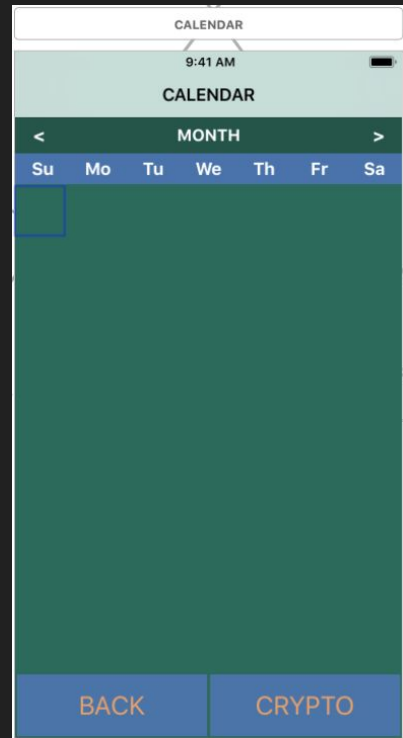 CALENDAR
9:41 AM
CALENDAR
< MONTH >
Su Mo Tu We Th Fr Sa
BACK CRYPTO